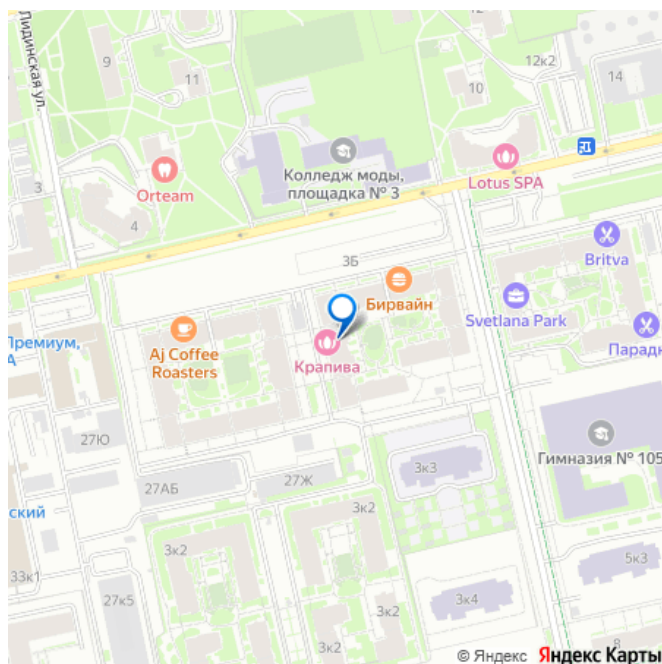 Лидинская ул.
9
11
10
12к2
14
3
4
Orteam
Колледж моды,
площадка № 3
Lotus SPA
3Б
Бирвайн
Britva
Svetlana Park
Aj Coffee
Roasters
Крапива
Премиум,
А
Парадк
27Ю
27АБ
27Ж
3к3
Гимназия № 105
ский
33к1
27к5
3к2
3к2
3к2
3к2
3к2
3к4
5к3
8
© Яндекс Яндекс Карты